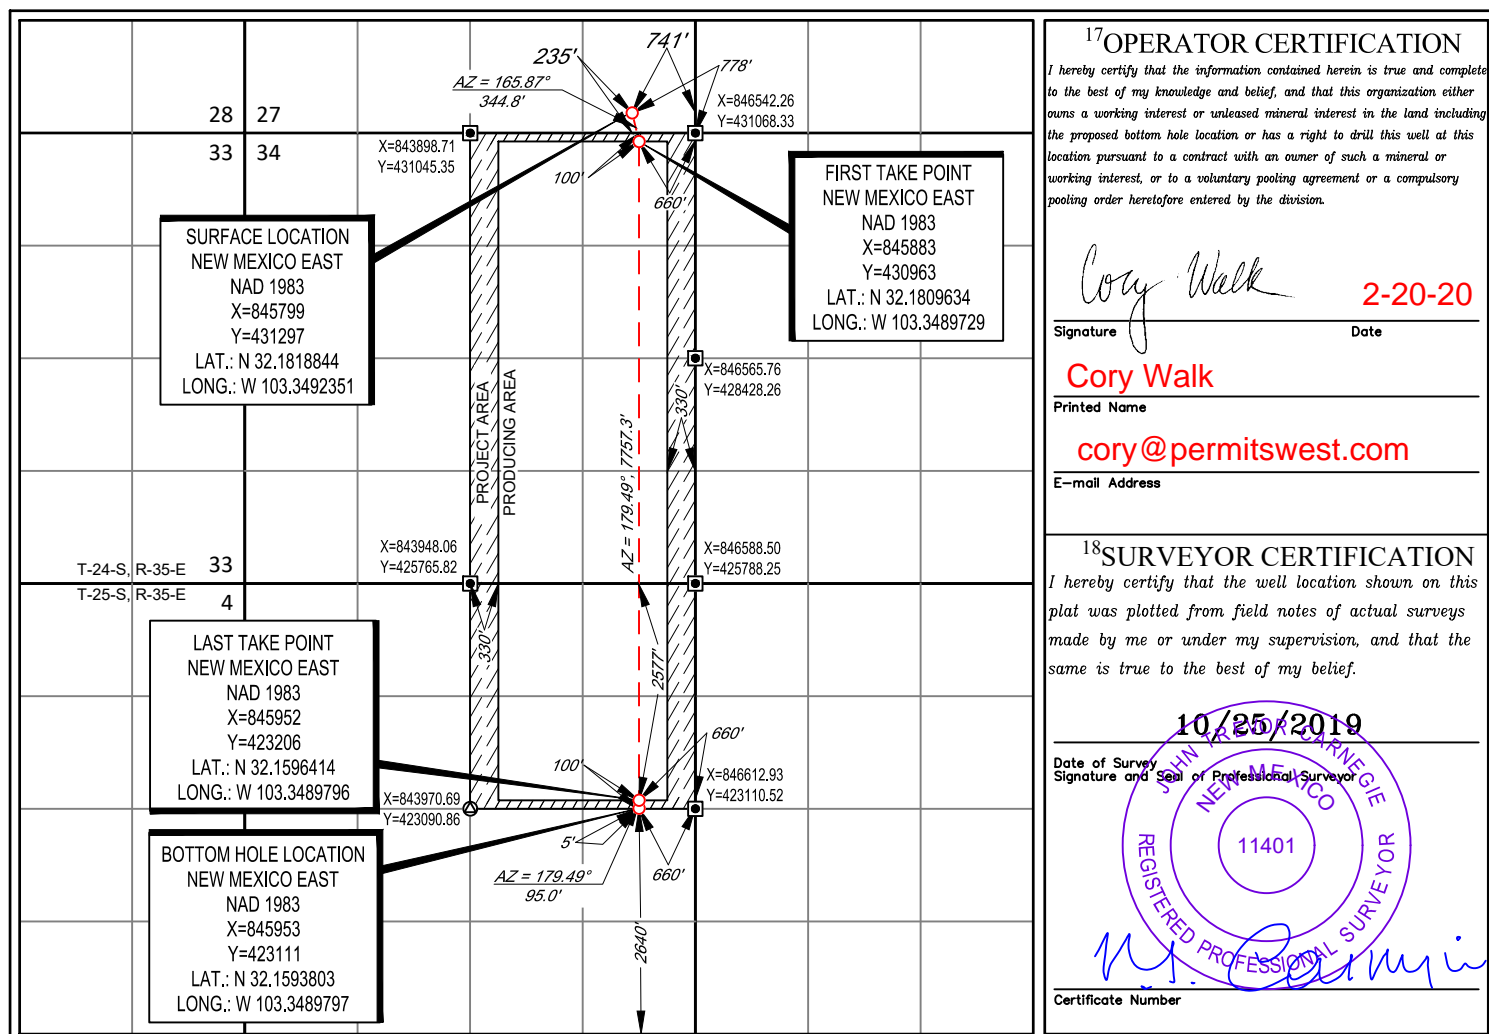 235'
741'
778'
AZ = 165.87°
344.8'
X=846542.26
Y=431068.33
28
27
33
34
X=843898.71
Y=431045.35
100'
660'
SURFACE LOCATION
NEW MEXICO EAST
NAD 1983
X=845799
Y=431297
LAT.: N 32.1818844
LONG.: W 103.3492351
FIRST TAKE POINT
NEW MEXICO EAST
NAD 1983
X=845883
Y=430963
LAT.: N 32.1809634
LONG.: W 103.3489729
X=846565.76
Y=428428.26
330'
PROJECT AREA
PRODUCING AREA
AZ = 179.49°, 7757.3'
X=843948.06
Y=425765.82
X=846588.50
Y=425788.25
T-24-S, R-35-E
33
T-25-S, R-35-E
4
330'
2577'
LAST TAKE POINT
NEW MEXICO EAST
NAD 1983
X=845952
Y=423206
LAT.: N 32.1596414
LONG.: W 103.3489796
660'
100'
X=846612.93
Y=423110.52
X=843970.69
Y=423090.86
5'
660'
AZ = 179.49°
95.0'
2640'
BOTTOM HOLE LOCATION
NEW MEXICO EAST
NAD 1983
X=845953
Y=423111
LAT.: N 32.1593803
LONG.: W 103.3489797
17 OPERATOR CERTIFICATION
I hereby certify that the information contained herein is true and complete
to the best of my knowledge and belief, and that this organization either
owns a working interest or unleased mineral interest in the land including
the proposed bottom hole location or has a right to drill this well at this
location pursuant to a contract with an owner of such a mineral or
working interest, or to a voluntary pooling agreement or a compulsory
pooling order heretofore entered by the division.
Cory Walk
2-20-20
Signature
Date
Cory Walk
Printed Name
cory@permitswest.com
E-mail Address
18 SURVEYOR CERTIFICATION
I hereby certify that the well location shown on this
plat was plotted from field notes of actual surveys
made by me or under my supervision, and that the
same is true to the best of my belief.
10/25/2019
Date of Survey
Signature and Seal of Professional Surveyor
JOHN TREVOR CARNEGIE
NEW MEXICO
11401
REGISTERED PROFESSIONAL SURVEYOR
Certificate Number